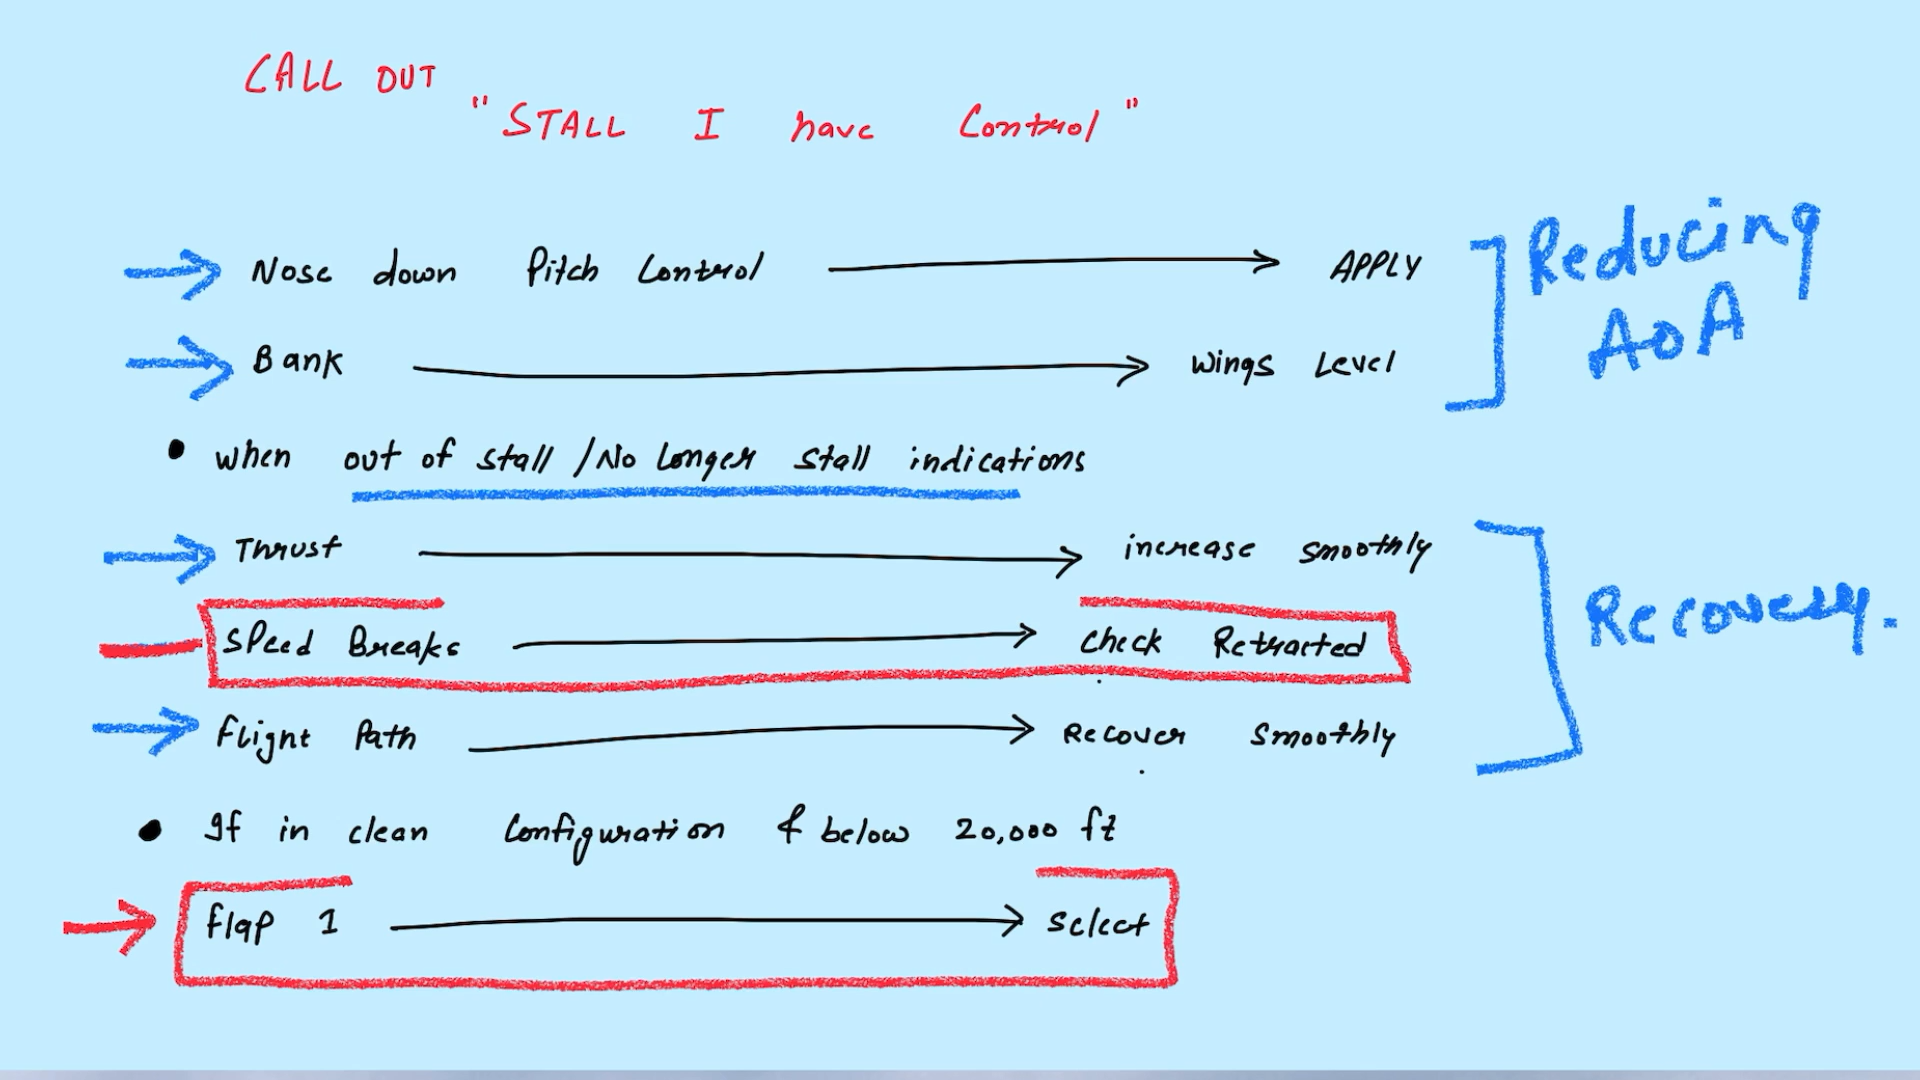 CALL OUT
"STALL I have Control"
Nose down Pitch Control → APPLY
Bank → Wings Level
Reducing AOA
• When out of stall / No Longer stall indications
Thrust → increase smoothly
Speed Breaks → Check Retracted
Flight Path → Recover Smoothly
Recovery.
• If in clean Configuration & below 20,000 ft
flap 1 → Select